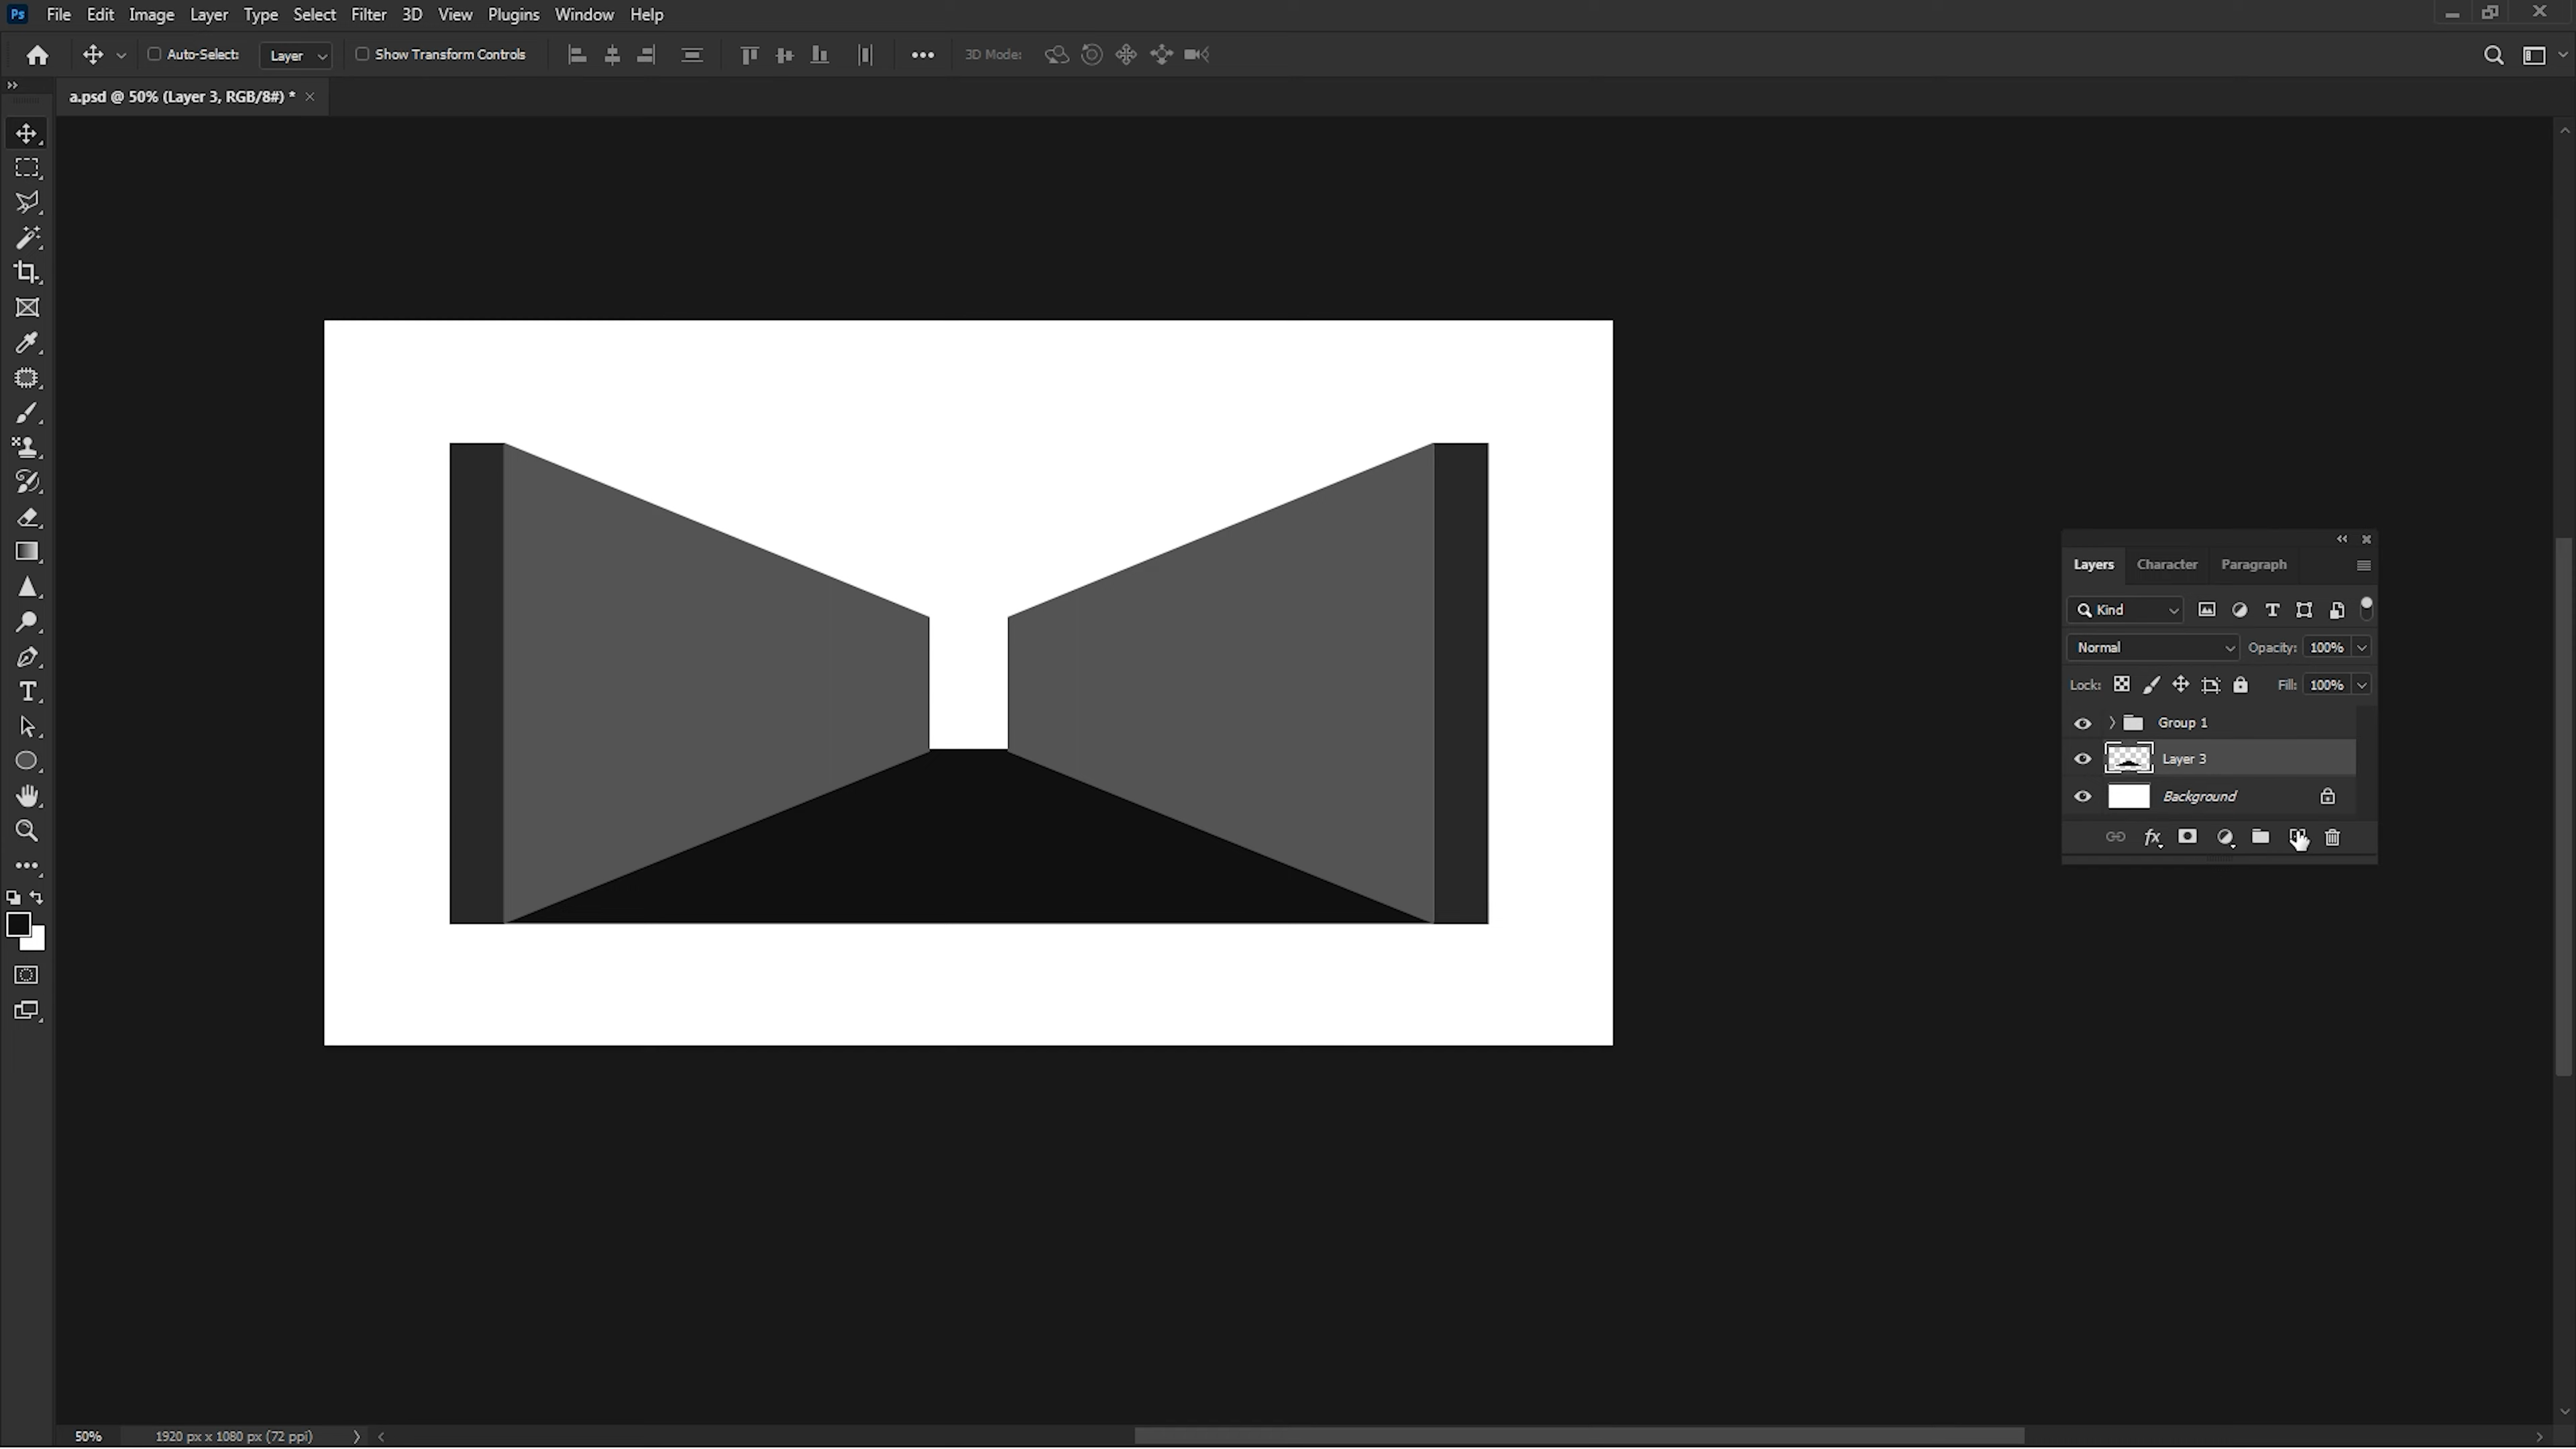 Ps File Edit Image Layer Type Select Filter 3D View Plugins Window Help
Auto-Select: Layer Show Transform Controls 3D Mode:
a.psd @ 50% (Layer 3, RGB/8#) *
Layers Character Paragraph
Kind
Normal Opacity: 100%
Lock: Fill: 100%
Group 1
Layer 3
Background
fx
50% 1920 px x 1080 px (72 ppi)